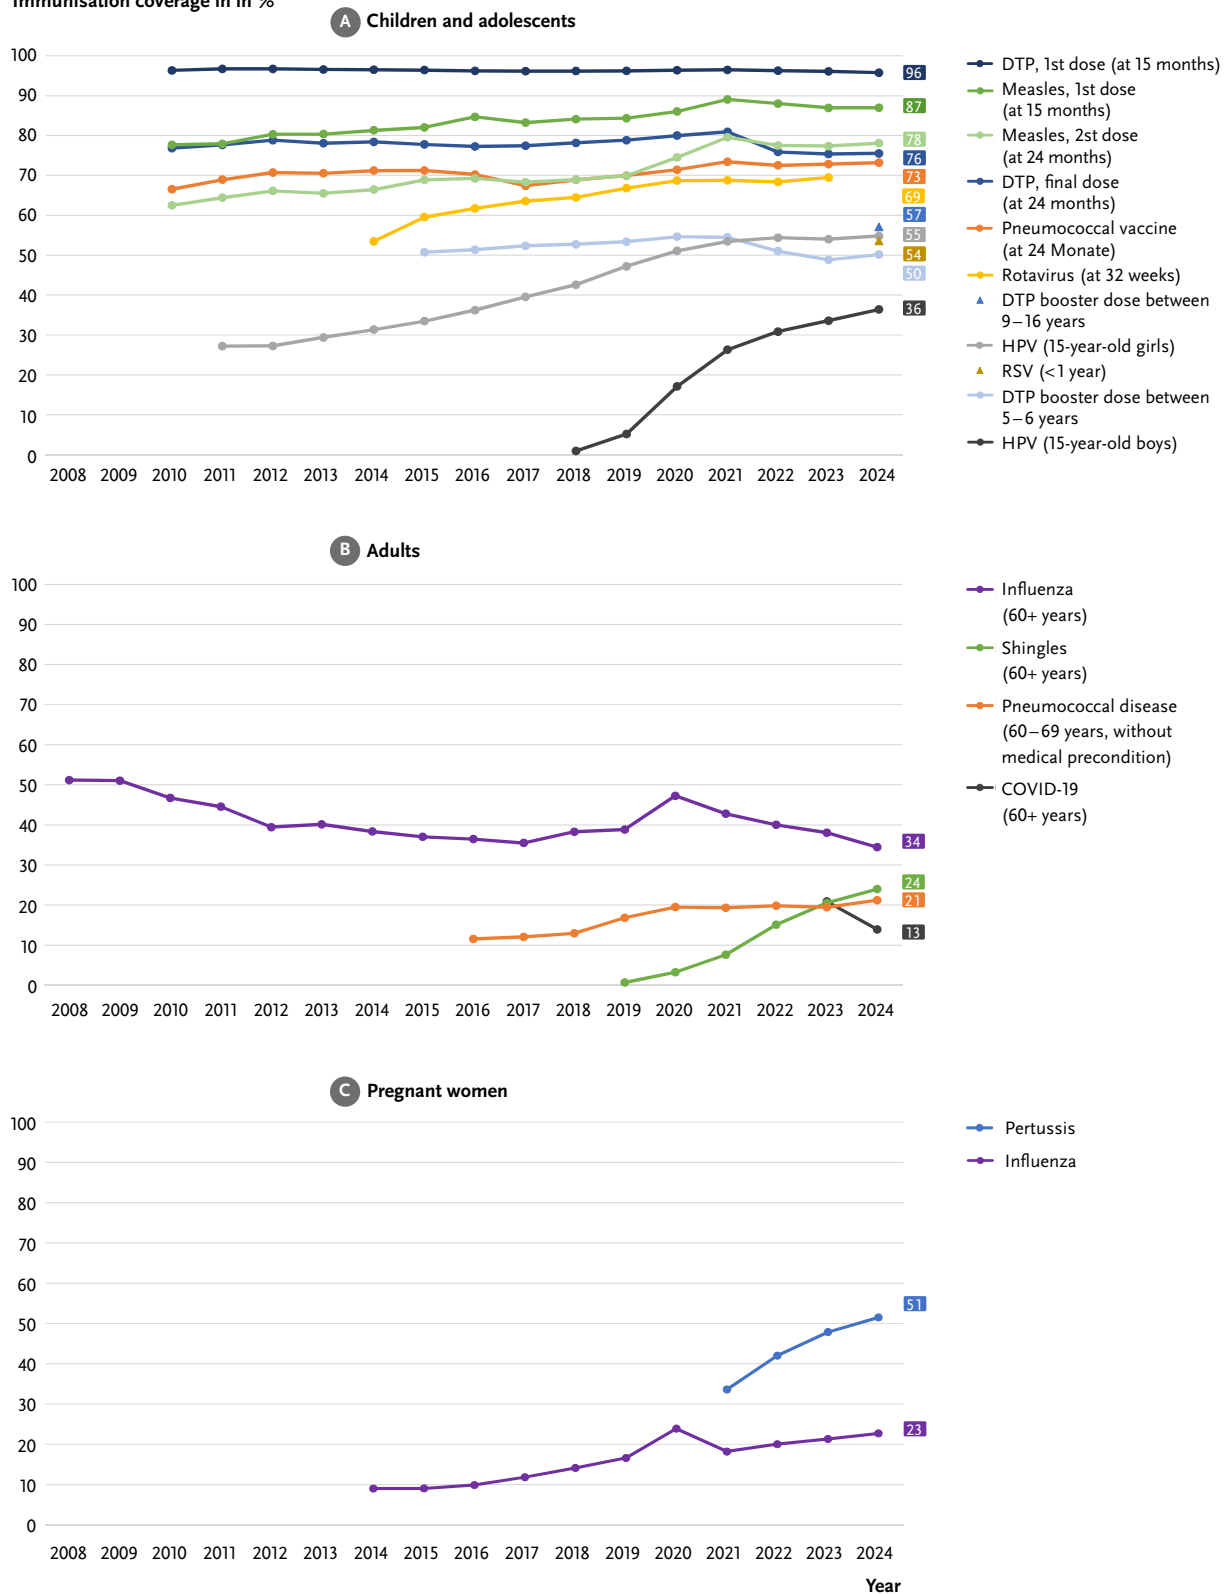 Immunisation coverage in in %
A Children and adolescents
100
90
80
70
60
50
40
30
20
10
0
2008 2009 2010 2011 2012 2013 2014 2015 2016 2017 2018 2019 2020 2021 2022 2023 2024
96
87
78
76
73
69
57
55
54
50
36
DTP, 1st dose (at 15 months)
Measles, 1st dose
(at 15 months)
Measles, 2st dose
(at 24 months)
DTP, final dose
(at 24 months)
Pneumococcal vaccine
(at 24 Monate)
Rotavirus (at 32 weeks)
DTP booster dose between
9–16 years
HPV (15-year-old girls)
RSV (<1 year)
DTP booster dose between
5–6 years
HPV (15-year-old boys)
B Adults
100
90
80
70
60
50
40
30
20
10
0
2008 2009 2010 2011 2012 2013 2014 2015 2016 2017 2018 2019 2020 2021 2022 2023 2024
34
24
21
13
Influenza
(60+ years)
Shingles
(60+ years)
Pneumococcal disease
(60–69 years, without
medical precondition)
COVID-19
(60+ years)
C Pregnant women
100
90
80
70
60
50
40
30
20
10
0
2008 2009 2010 2011 2012 2013 2014 2015 2016 2017 2018 2019 2020 2021 2022 2023 2024
51
23
Pertussis
Influenza
Year